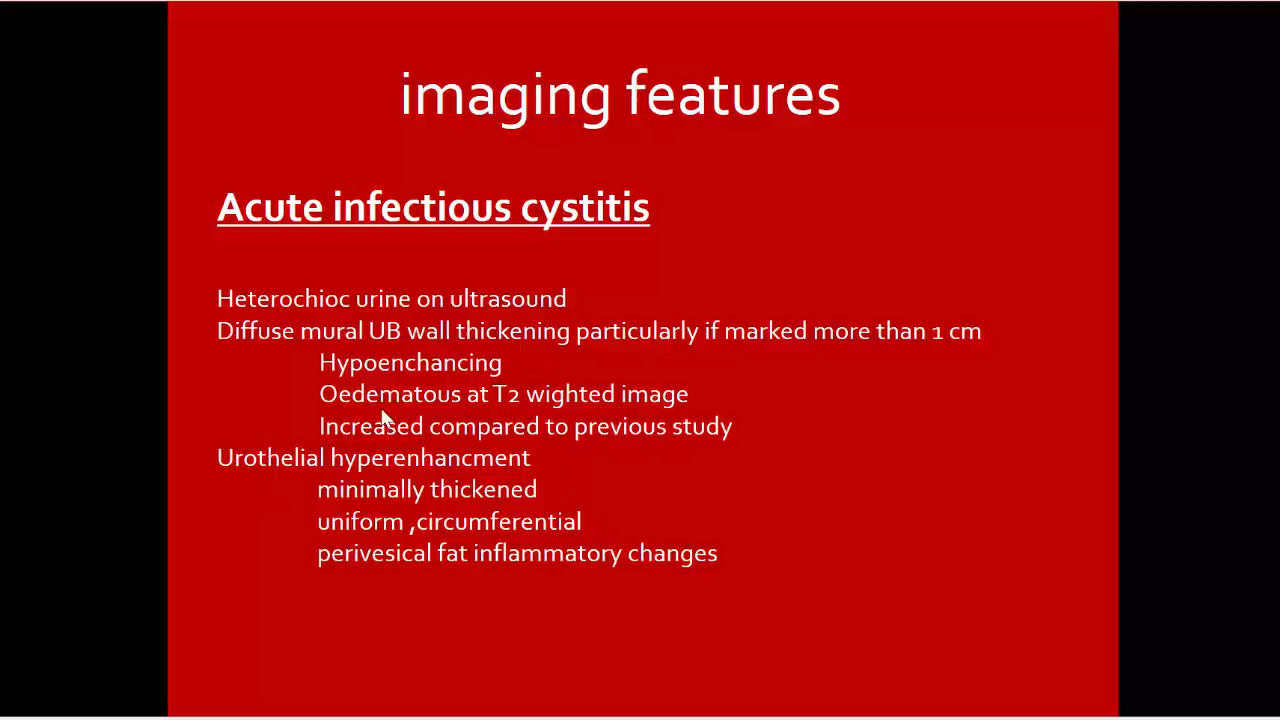 imaging features
Acute infectious cystitis
Heterochioc urine on ultrasound
Diffuse mural UB wall thickening particularly if marked more than 1 cm
Hypoenchancing
Oedematous at T2 wighted image
Increased compared to previous study
Urothelial hyperenhancment
minimally thickened
uniform ,circumferential
perivesical fat inflammatory changes